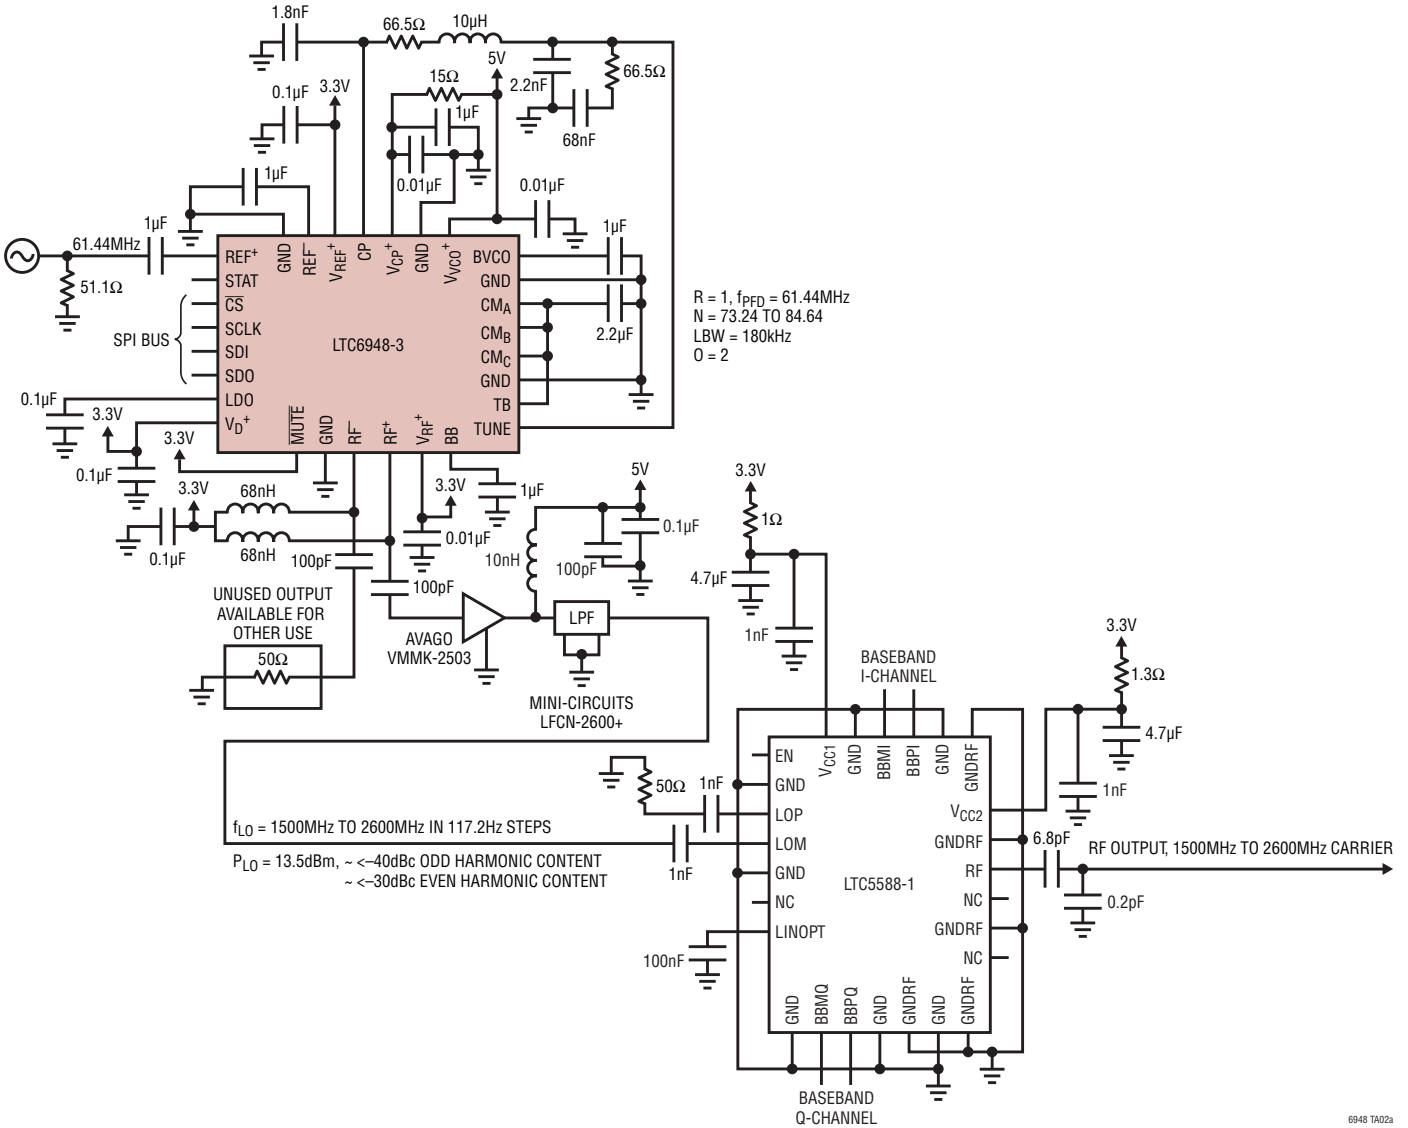 1.8nF
66.5Ω
10µH
5V
15Ω
2.2nF
66.5Ω
0.1µF
3.3V
1µF
68nF
1µF
0.01µF
0.01µF
1µF
61.44MHz
1µF
51.1Ω
REF+
GND
REF–
VREF+
CP
VCP+
GND
VVCO+
BVCO
STAT
GND
CS
CMA
SCLK
CMB
SPI BUS
LTC6948-3
SDI
CMC
SDO
GND
LDO
TB
VD+
MUTE
GND
RF–
RF+
VRF+
BB
TUNE
2.2µF
R = 1, fPFD = 61.44MHz
N = 73.24 TO 84.64
LBW = 180kHz
O = 2
0.1µF
3.3V
3.3V
0.1µF
3.3V
68nH
68nH
0.1µF
100pF
3.3V
1µF
0.01µF
100pF
5V
0.1µF
10nH
100pF
UNUSED OUTPUT
AVAILABLE FOR
OTHER USE
50Ω
AVAGO
VMMK-2503
LPF
MINI-CIRCUITS
LFCN-2600+
3.3V
1Ω
4.7µF
1nF
BASEBAND
I-CHANNEL
3.3V
1.3Ω
4.7µF
1nF
50Ω
1nF
fLO = 1500MHz TO 2600MHz IN 117.2Hz STEPS
PLO = 13.5dBm, ~ <–40dBc ODD HARMONIC CONTENT
~ <–30dBc EVEN HARMONIC CONTENT
1nF
EN
VCC1
GND
BBMI
BBPI
GND
GNDRF
GND
VCC2
LOP
GNDRF
LOM
RF
GND
LTC5588-1
NC
NC
GNDRF
LINOPT
NC
GND
BBMQ
BBPQ
GND
GNDRF
GND
GNDRF
6.8pF
RF OUTPUT, 1500MHz TO 2600MHz CARRIER
0.2pF
100nF
BASEBAND
Q-CHANNEL
6948 TA02a